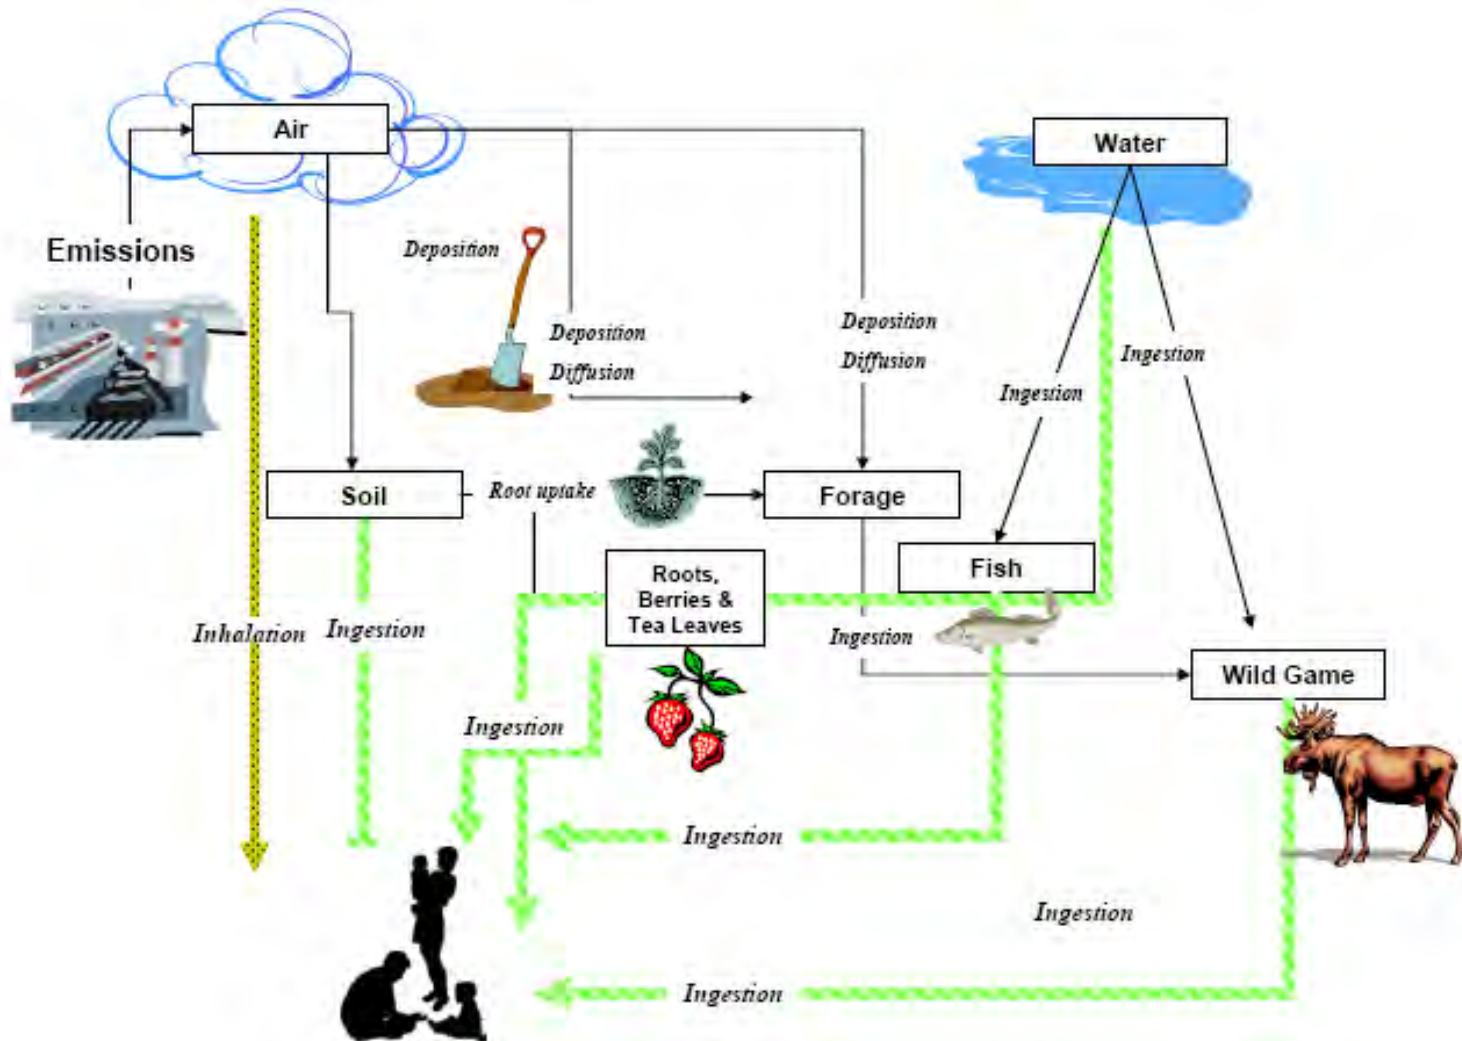 Air
Water
Emissions
Deposition
Deposition
Diffusion
Deposition
Diffusion
Ingestion
Ingestion
Soil
Root uptake
Forage
Fish
Roots,
Berries &
Tea Leaves
Inhalation
Ingestion
Ingestion
Wild Game
Ingestion
Ingestion
Ingestion
Ingestion